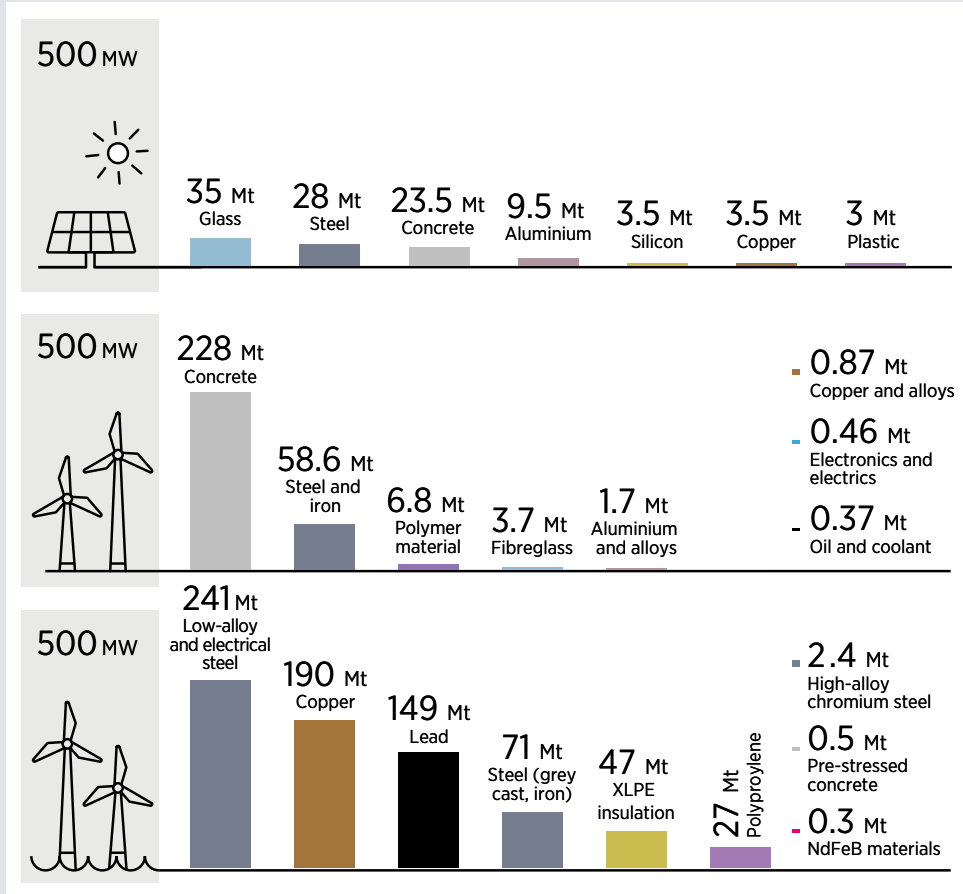 500 MW
35 Mt
Glass
28 Mt
Steel
23.5 Mt
Concrete
9.5 Mt
Aluminium
3.5 Mt
Silicon
3.5 Mt
Copper
3 Mt
Plastic
500 MW
228 Mt
Concrete
58.6 Mt
Steel and
iron
6.8 Mt
Polymer
material
3.7 Mt
Fibreglass
1.7 Mt
Aluminium
and alloys
0.87 Mt
Copper and alloys
0.46 Mt
Electronics and
electrics
0.37 Mt
Oil and coolant
500 MW
241 Mt
Low-alloy
and electrical
steel
190 Mt
Copper
149 Mt
Lead
71 Mt
Steel (grey
cast, iron)
47 Mt
XLPE
insulation
27 Mt
Polyproylene
2.4 Mt
High-alloy
chromium steel
0.5 Mt
Pre-stressed
concrete
0.3 Mt
NdFeB materials